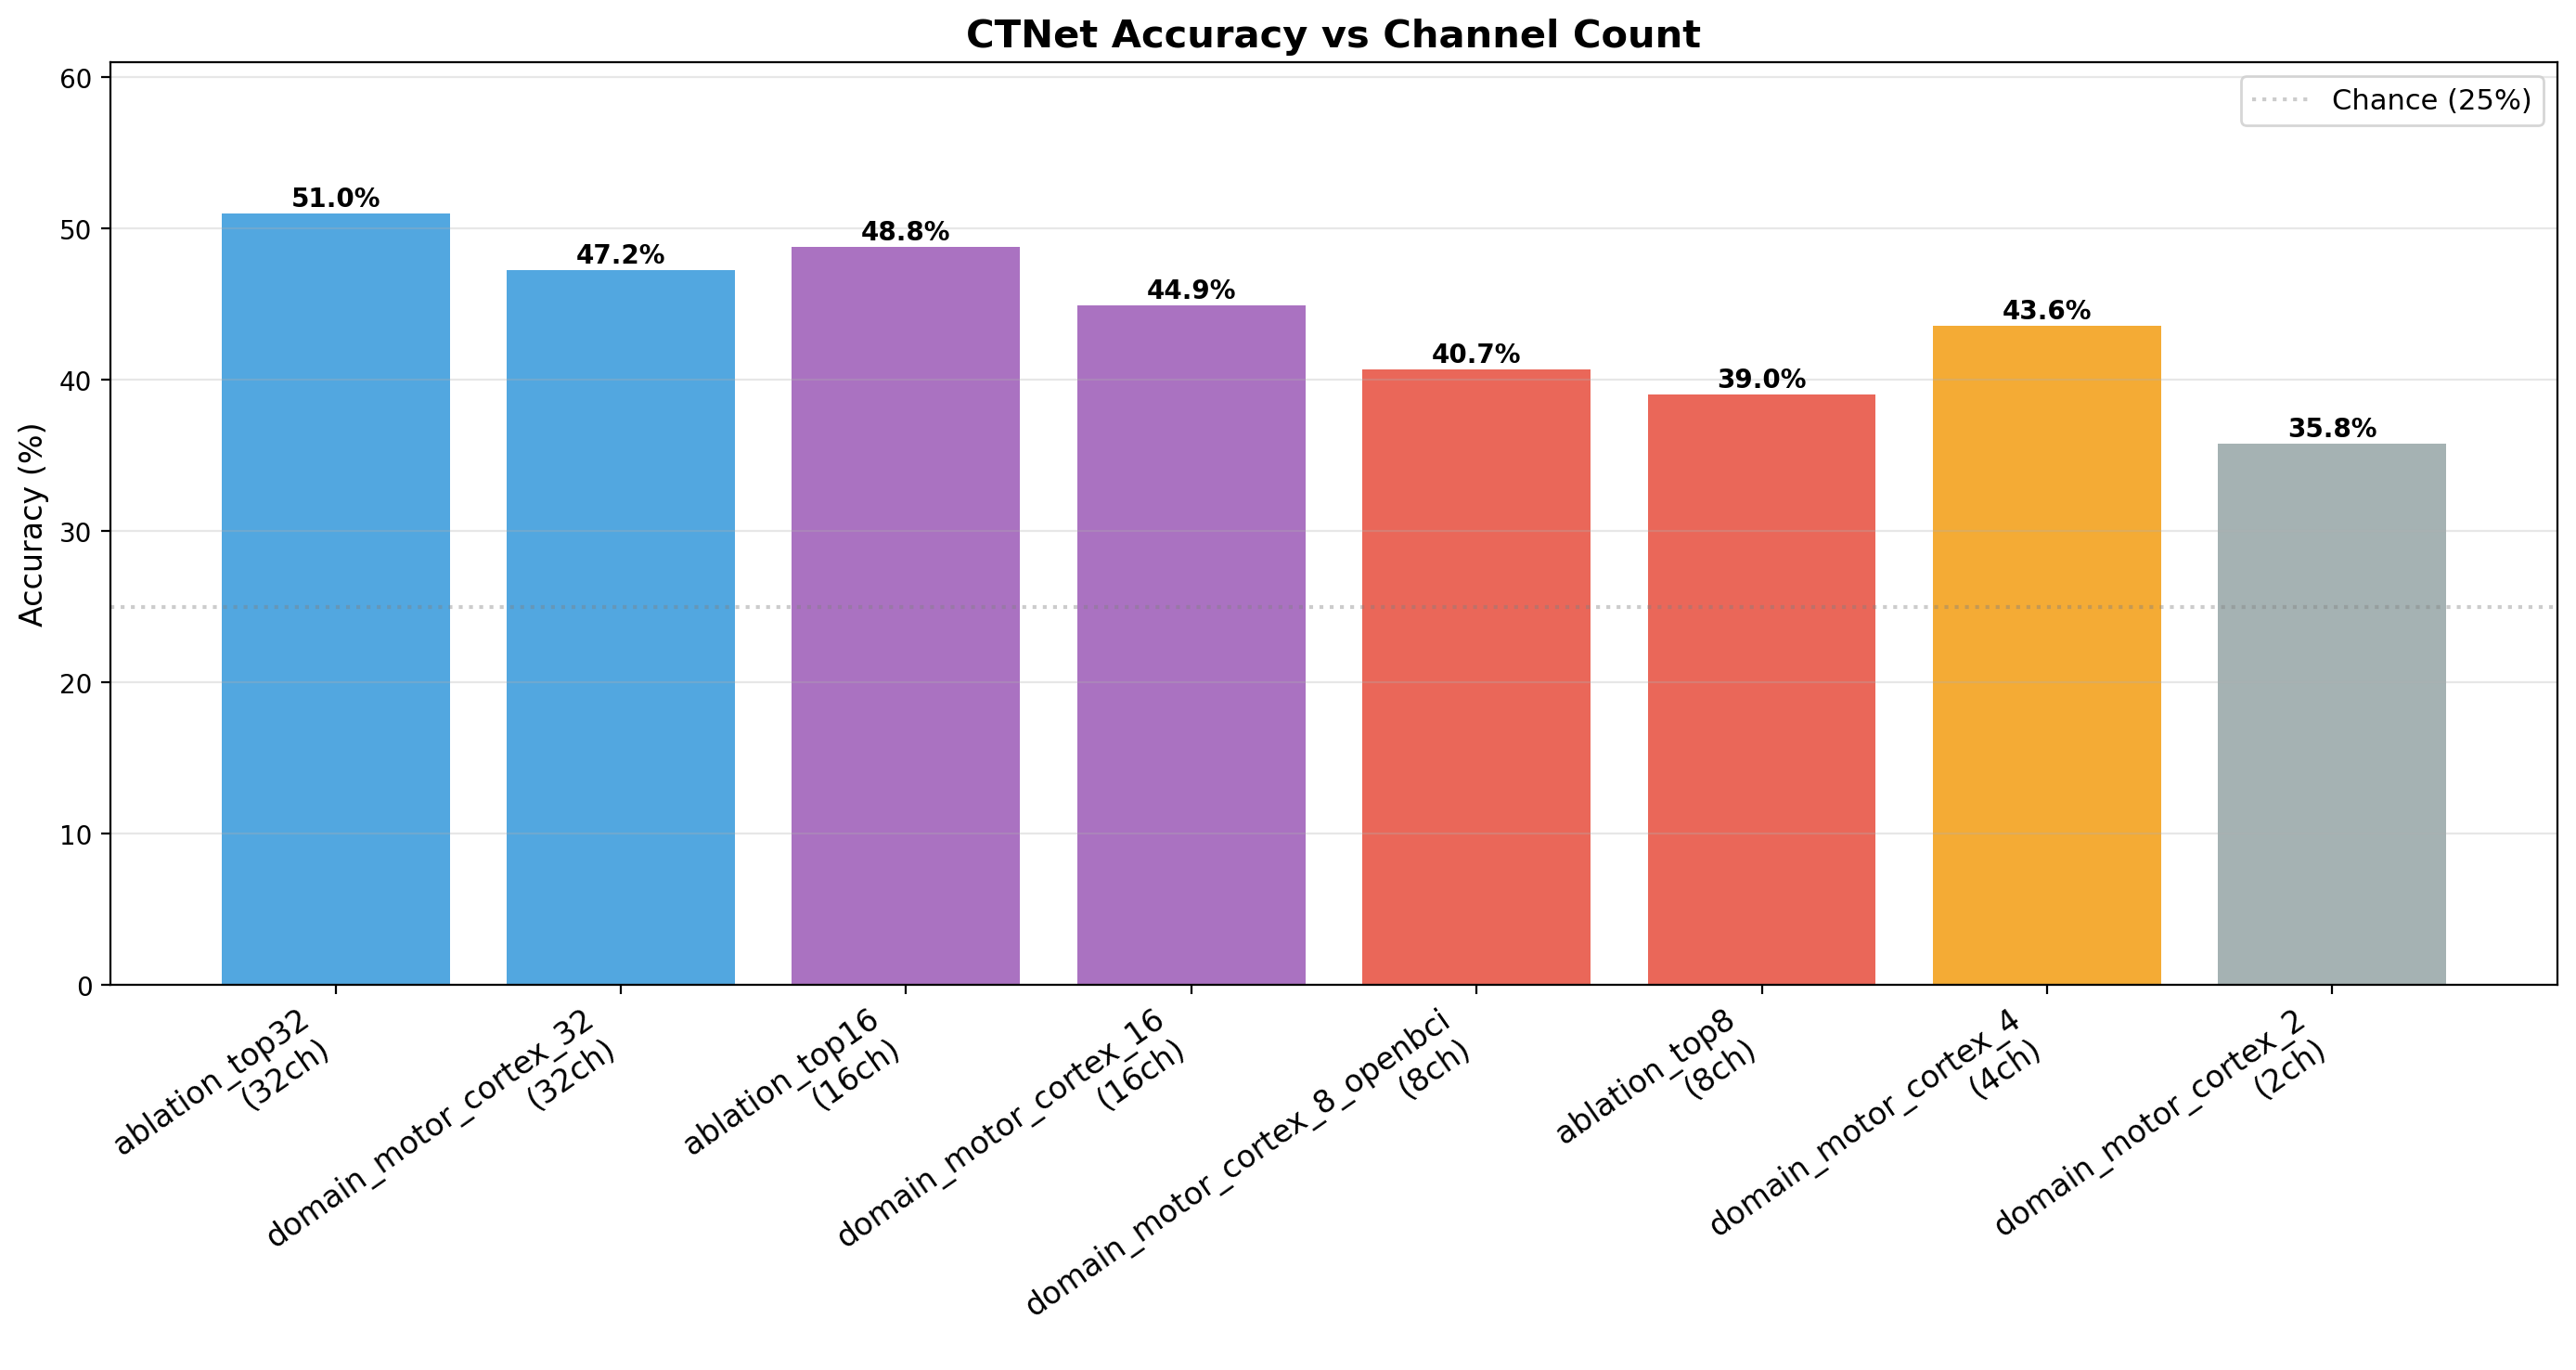 CTNet Accuracy vs Channel Count
Chance (25%)
Accuracy (%)
60
50
40
30
20
10
0
51.0%
47.2%
48.8%
44.9%
40.7%
39.0%
43.6%
35.8%
ablation_top32
(32ch)
domain_motor_cortex_32
(32ch)
ablation_top16
(16ch)
domain_motor_cortex_16
(16ch)
domain_motor_cortex_8_openbci
(8ch)
ablation_top8
(8ch)
domain_motor_cortex_4
(4ch)
domain_motor_cortex_2
(2ch)